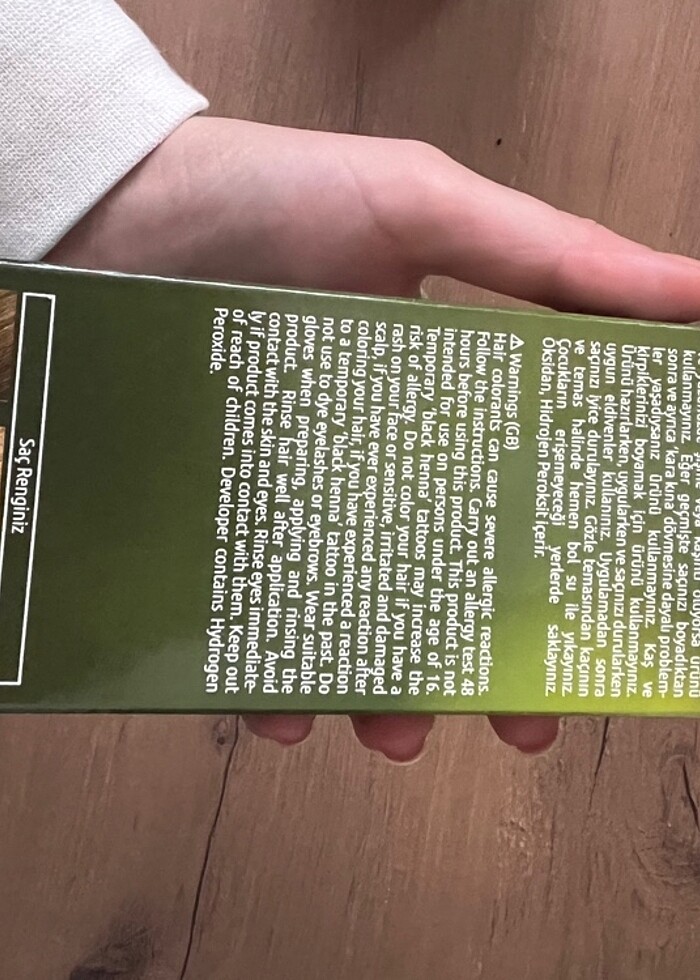 kullanmayınız. Eğer geçmişte saçınızı boyadıktan
sonra ve ayrıca kara kına dövmesine dayalı problem-
ler yaşadıysanız ürünü kullanmayınız. Kaş ve
kirpiklerinizi boyamak için ürünü kullanmayınız.
Ürünü hazırlarken, uygularken ve saçınızı durularken
uygun eldivenler kullanınız. Uygulamadan sonra
saçınızı iyice durulayınız. Gözle temasından kaçının
ve temas halinde hemen bol su ile yıkayınız.
Çocukların erişemeyeceği yerlerde saklayınız.
Oksidan, Hidrojen Peroksit içerir.
⚠ Warnings (GB)
Hair colorants can cause severe allergic reactions.
Follow the instructions. Carry out an allergy test 48
hours before using this product. This product is not
intended for use on persons under the age of 16.
Temporary 'black henna' tattoos may increase the
risk of allergy. Do not color your hair if you have a
rash on your face or sensitive, irritated and damaged
scalp, if you have ever experienced any reaction after
coloring your hair, if you have experienced a reaction
to a temporary 'black henna' tattoo in the past. Do
not use to dye eyelashes or eyebrows. Wear suitable
gloves when preparing, applying and rinsing the
product. Rinse hair well after application. Avoid
contact with the skin and eyes. Rinse eyes immediate-
ly if product comes into contact with them. Keep out
of reach of children. Developer contains Hydrogen
Peroxide.
Saç Renginiz